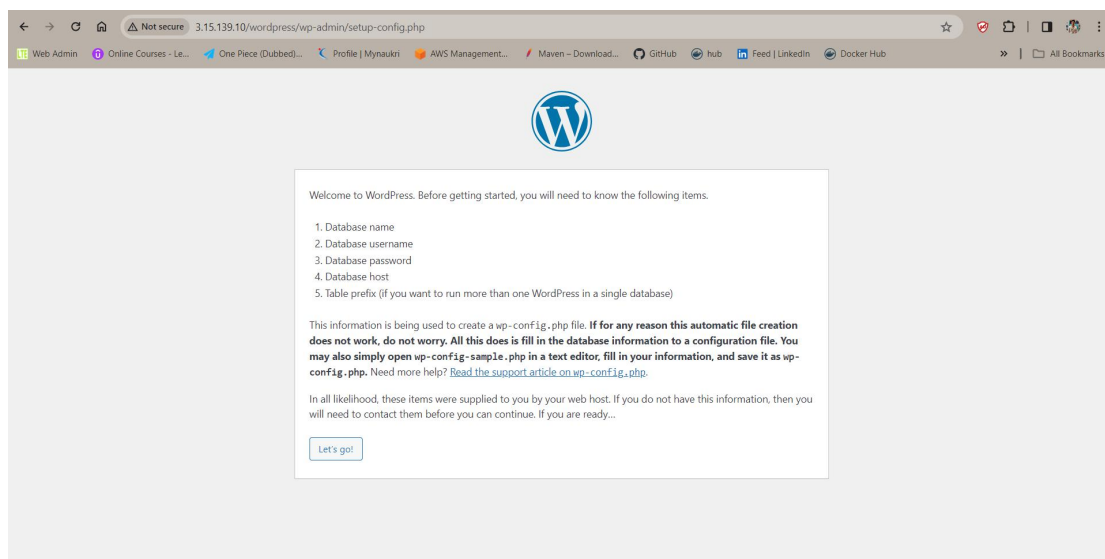 Not secure 3.15.139.10/wordpress/wp-admin/setup-config.php
Web Admin Online Courses - Le... One Piece (Dubbed)... Profile | Mynaukri AWS Management... Maven – Download... GitHub hub Feed | LinkedIn Docker Hub » All Bookmarks
Welcome to WordPress. Before getting started, you will need to know the following items.
1. Database name
2. Database username
3. Database password
4. Database host
5. Table prefix (if you want to run more than one WordPress in a single database)
This information is being used to create a wp-config.php file. If for any reason this automatic file creation
does not work, do not worry. All this does is fill in the database information to a configuration file. You
may also simply open wp-config-sample.php in a text editor, fill in your information, and save it as wp-
config.php. Need more help? Read the support article on wp-config.php.
In all likelihood, these items were supplied to you by your web host. If you do not have this information, then you
will need to contact them before you can continue. If you are ready...
Let's go!